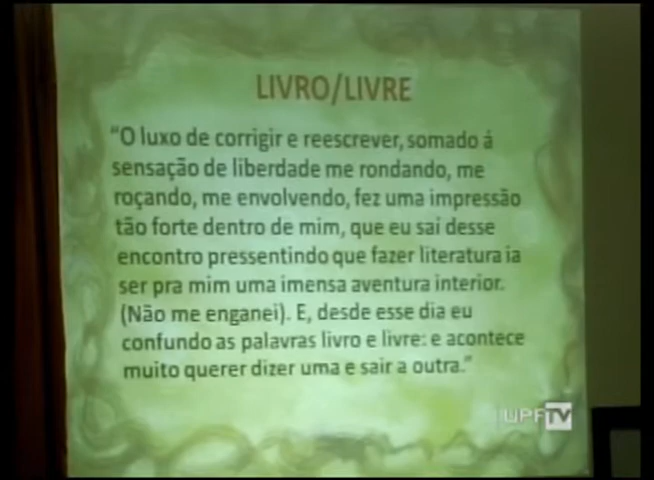 LIVRO/LIVRE
"O luxo de corrigir e reescrever, somado á
sensação de liberdade me rondando, me
roçando, me envolvendo, fez uma impressão
tão forte dentro de mim, que eu sai desse
encontro pressentindo que fazer literatura ia
ser pra mim uma imensa aventura interior.
(Não me enganei). E, desde esse dia eu
confundo as palavras livro e livre: e acontece
muito querer dizer uma e sair a outra."
UPFTV